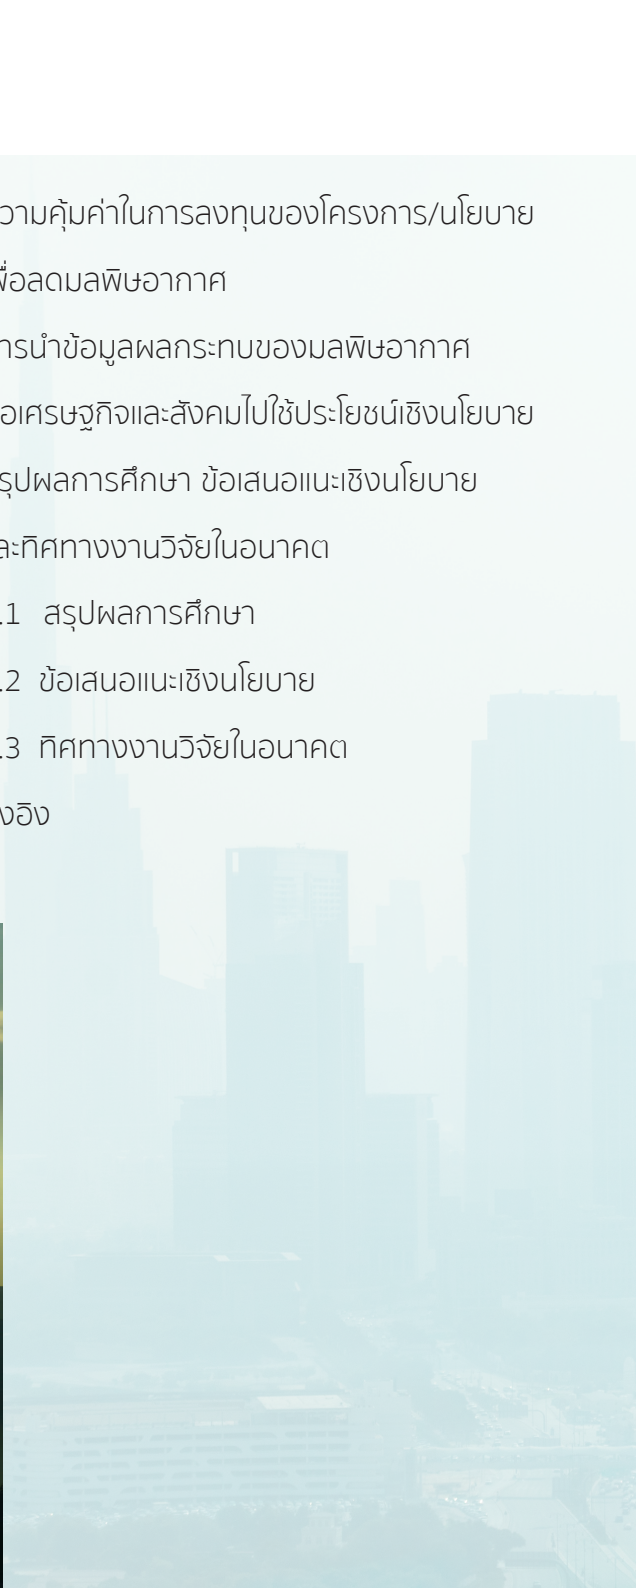 วามคุ้มค่าในการลงทุนของโครงการ/นโยบาย
พื่อลดมลพิษอากาศ
ารนำข้อมูลผลกระทบของมลพิษอากาศ
อเศรษฐกิจและสังคมไปใช้ประโยชน์เชิงนโยบาย
รุปผลการศึกษา ข้อเสนอแนะเชิงนโยบาย
ละทิศทางงานวิจัยในอนาคต
.1 สรุปผลการศึกษา
.2 ข้อเสนอแนะเชิงนโยบาย
.3 ทิศทางงานวิจัยในอนาคต
งอิง